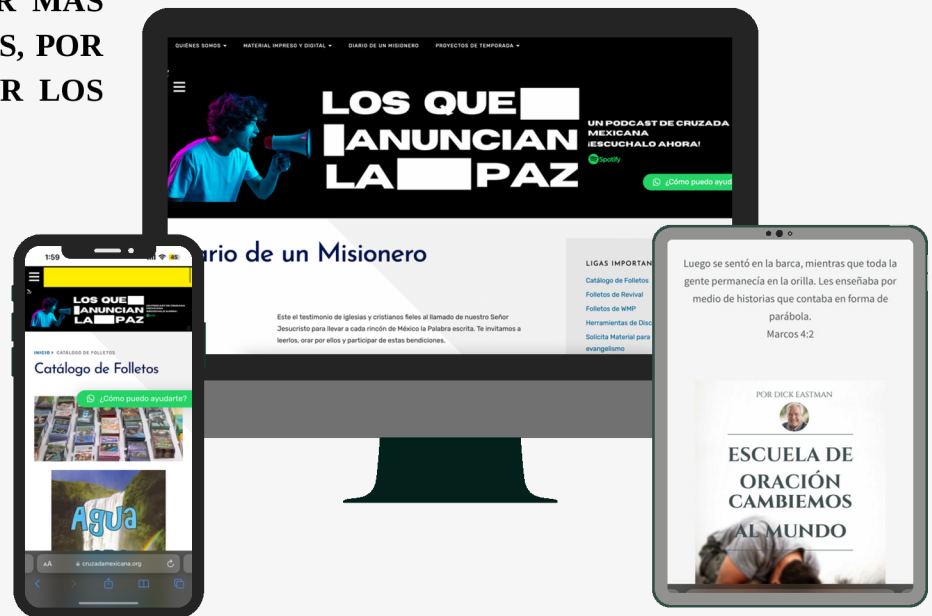 R MÁS
S, POR
R LOS
QUIÉNES SOMOS
MATERIAL IMPRESO Y DIGITAL
DIARIO DE UN MISIONERO
PROYECTOS DE TEMPORADA
LOS QUE
ANUNCIAN
LA PAZ
UN PODCAST DE CRUZADA
MEXICANA
¡ESCUCHALO AHORA!
Spotify
¿Cómo puedo ayud
ario de un Misionero
Este el testimonio de iglesias y cristianos fieles al llamado de nuestro Señor
Jesucristo para llevar a cada rincón de México la Palabra escrita. Te invitamos a
leerlos, orar por ellos y participar de estas bendiciones.
LIGAS IMPORTAN
Catálogo de Folletos
Folletos de Revival
Folletos de WMP
Herramientas de Disc
Solicita Material para
evangelismo
1:59
45
LOS QUE
ANUNCIAN
LA PAZ
INICIO > CATÁLOGO DE FOLLETOS
Catálogo de Folletos
¿Cómo puedo ayudarte?
Agua
AA
cruzadamexicana.org
Luego se sentó en la barca, mientras que toda la
gente permanecía en la orilla. Les enseñaba por
medio de historias que contaba en forma de
parábola.
Marcos 4:2
POR DICK EASTMAN
ESCUELA DE
ORACIÓN
CAMBIEMOS
AL MUNDO